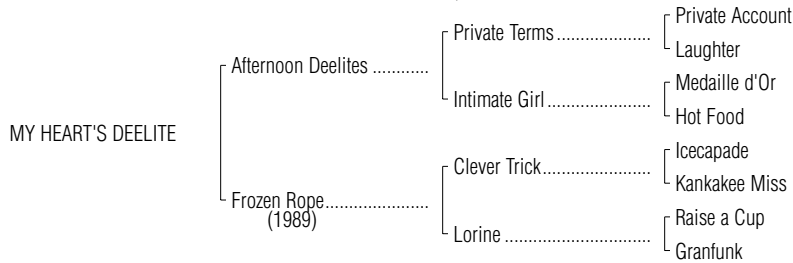 Private Account
Private Terms.....................
Laughter
Afternoon Deelites ............
Medaille d'Or
Intimate Girl.......................
Hot Food
MY HEART'S DEELITE
Icecapade
Clever Trick........................
Kankakee Miss
Frozen Rope.......................
(1989)
Raise a Cup
Lorine .................................
Granfunk